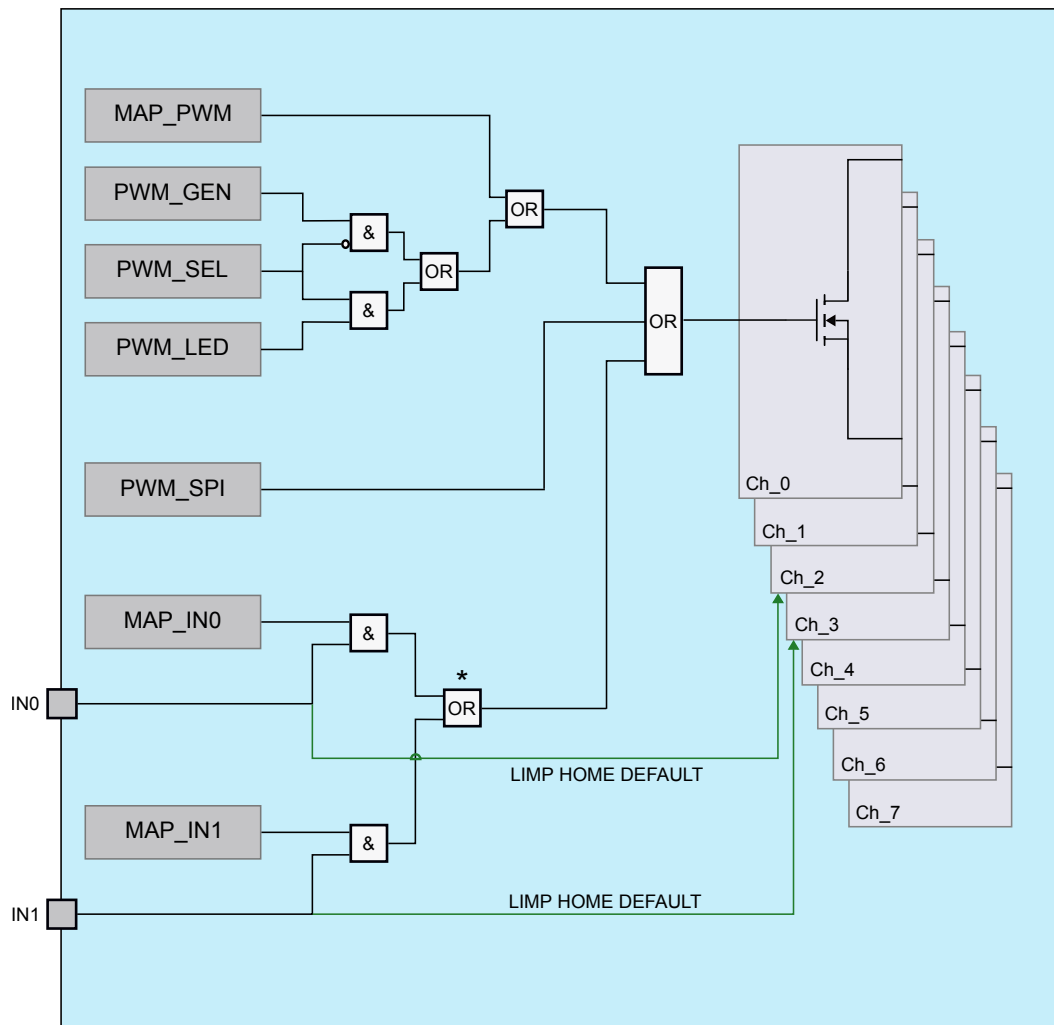 MAP_PWM
PWM_GEN
PWM_SEL
PWM_LED
&
&
OR
OR
OR
PWM_SPI
MAP_IN0
&
IN0
*
OR
LIMP HOME DEFAULT
MAP_IN1
&
IN1
LIMP HOME DEFAULT
Ch_0
Ch_1
Ch_2
Ch_3
Ch_4
Ch_5
Ch_6
Ch_7